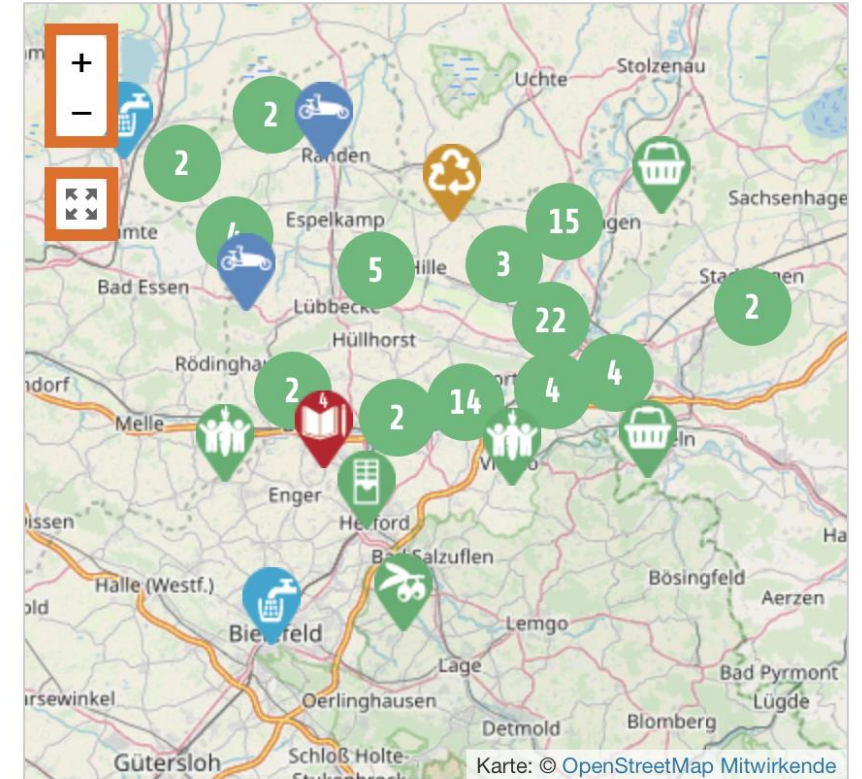 +
−
Uchte
Stolzenau
2
2
Rahden
Sachsenhage
4
Espelkamp
15
5
Hille
3
Bad Essen
2
Lübbecke
22
Hüllhorst
4
2
4
14
2
Melle
4
Enger
Herford
Bad Salzuflen
Halle (Westf.)
Bösingfeld
Aerzen
Bielefeld
Lemgo
Lage
Bad Pyrmont
Lügde
Oerlinghausen
Detmold
Blomberg
Gütersloh
Schloß Holte-
Karte: © OpenStreetMap Mitwirkende